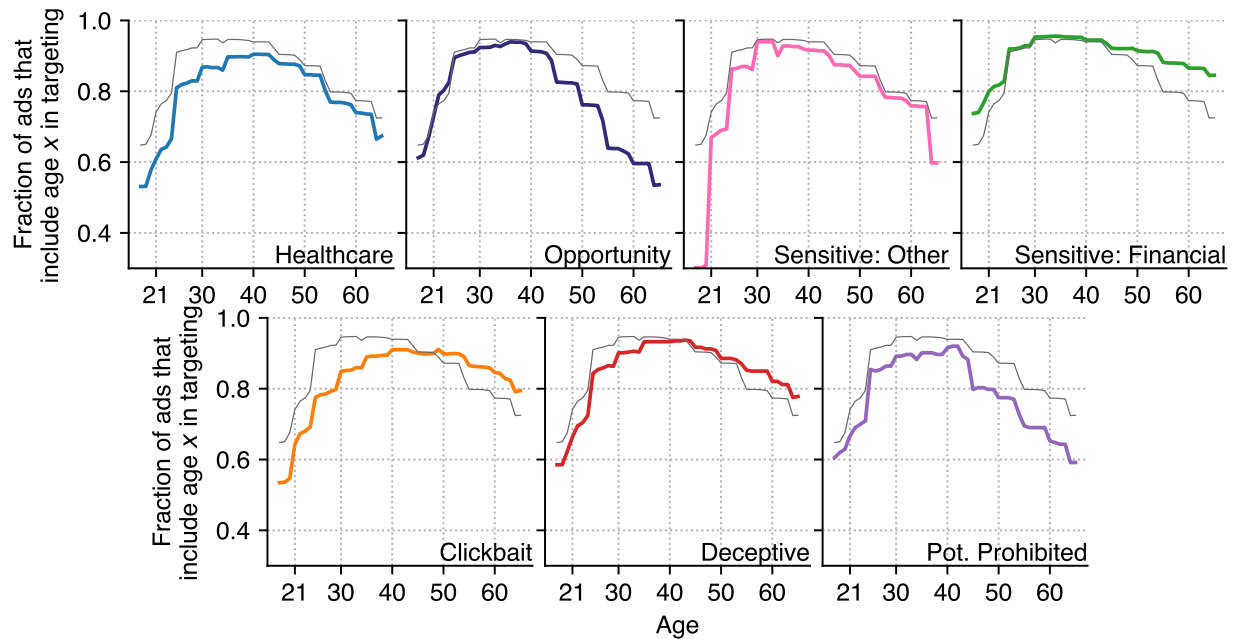 Fraction of ads that
include age x in targeting
1.0
0.8
0.6
0.4
Healthcare
21 30 40 50 60
Opportunity
21 30 40 50 60
Sensitive: Other
21 30 40 50 60
Sensitive: Financial
21 30 40 50 60
Fraction of ads that
include age x in targeting
1.0
0.8
0.6
0.4
Clickbait
21 30 40 50 60
Deceptive
21 30 40 50 60
Pot. Prohibited
21 30 40 50 60
Age